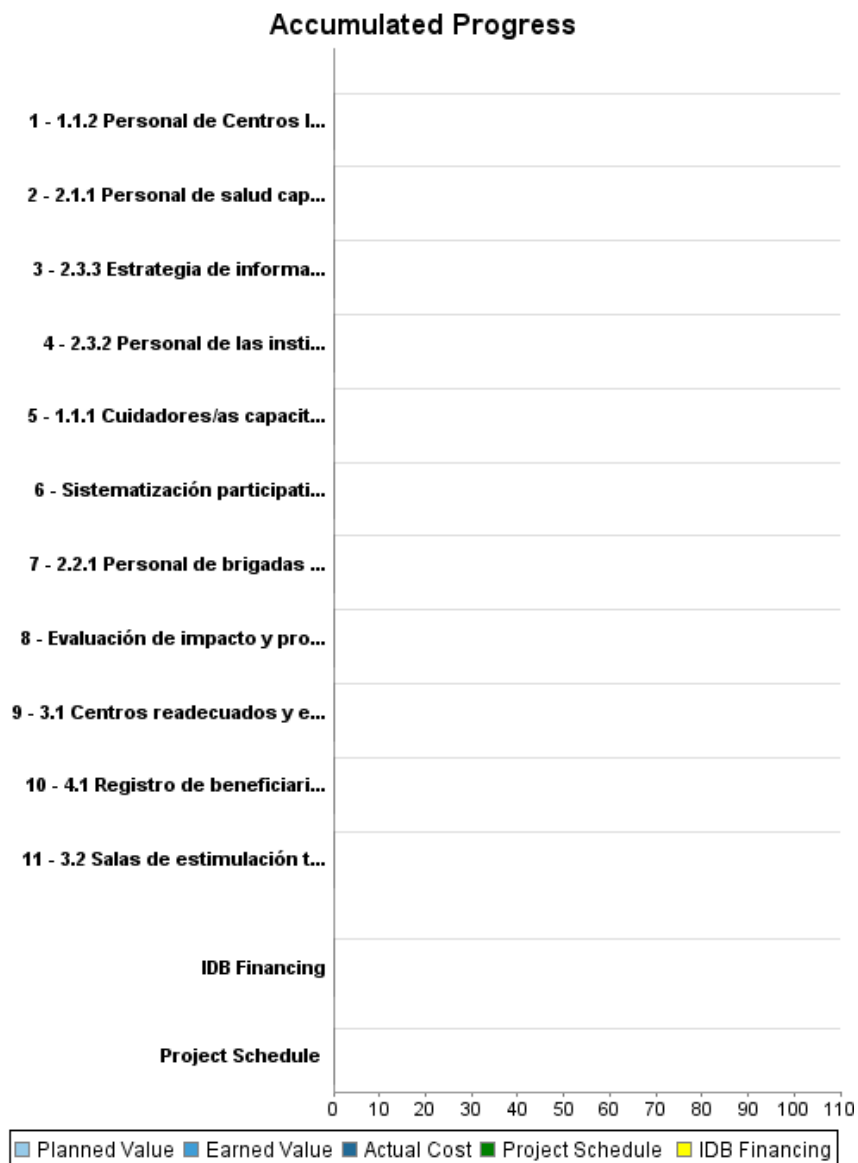 Accumulated Progress
1 - 1.1.2 Personal de Centros I...
2 - 2.1.1 Personal de salud cap...
3 - 2.3.3 Estrategia de informa...
4 - 2.3.2 Personal de las insti...
5 - 1.1.1 Cuidadores/as capacit...
6 - Sistematización participati...
7 - 2.2.1 Personal de brigadas ...
8 - Evaluación de impacto y pro...
9 - 3.1 Centros readecuados y e...
10 - 4.1 Registro de beneficiari...
11 - 3.2 Salas de estimulación t...
IDB Financing
Project Schedule
0 10 20 30 40 50 60 70 80 90 100 110
Planned Value Earned Value Actual Cost Project Schedule IDB Financing